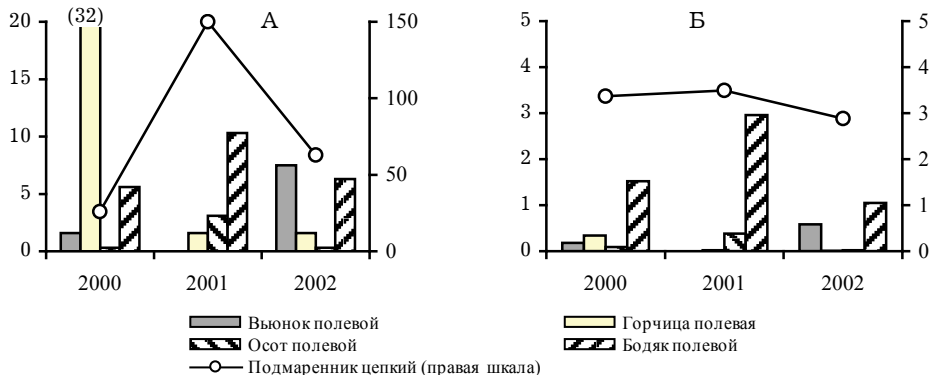 (32) А Б
20 150 5 5
15 4 4
100
10 3 3
2 2
5 50
1 1
0 0 0 0
2000 2001 2002 2000 2001 2002
Вьюнок полевой Горчица полевая
Осот полевой Бодяк полевой
Подмаренник цепкий (правая шкала)